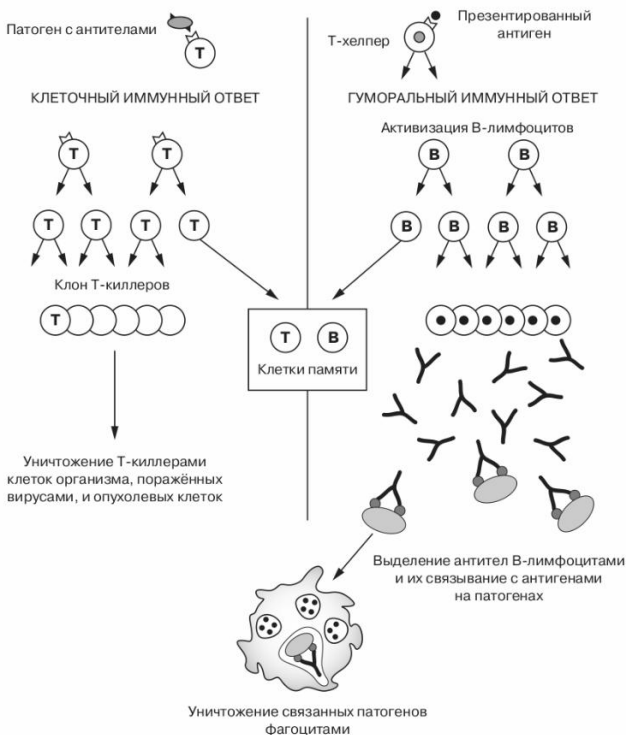 Патоген с антителами
Т
Презентированный
антиген
Т-хелпер
КЛЕТОЧНЫЙ ИММУННЫЙ ОТВЕТ
ГУМОРАЛЬНЫЙ ИММУННЫЙ ОТВЕТ
Активизация В-лимфоцитов
Т Т
В В
Т Т Т Т
В В В В
Клон Т-киллеров
Т
Т В
Клетки памяти
Уничтожение Т-киллерами
клеток организма, поражённых
вирусами, и опухолевых клеток
Выделение антител В-лимфоцитами
и их связывание с антигенами
на патогенах
Уничтожение связанных патогенов
фагоцитами